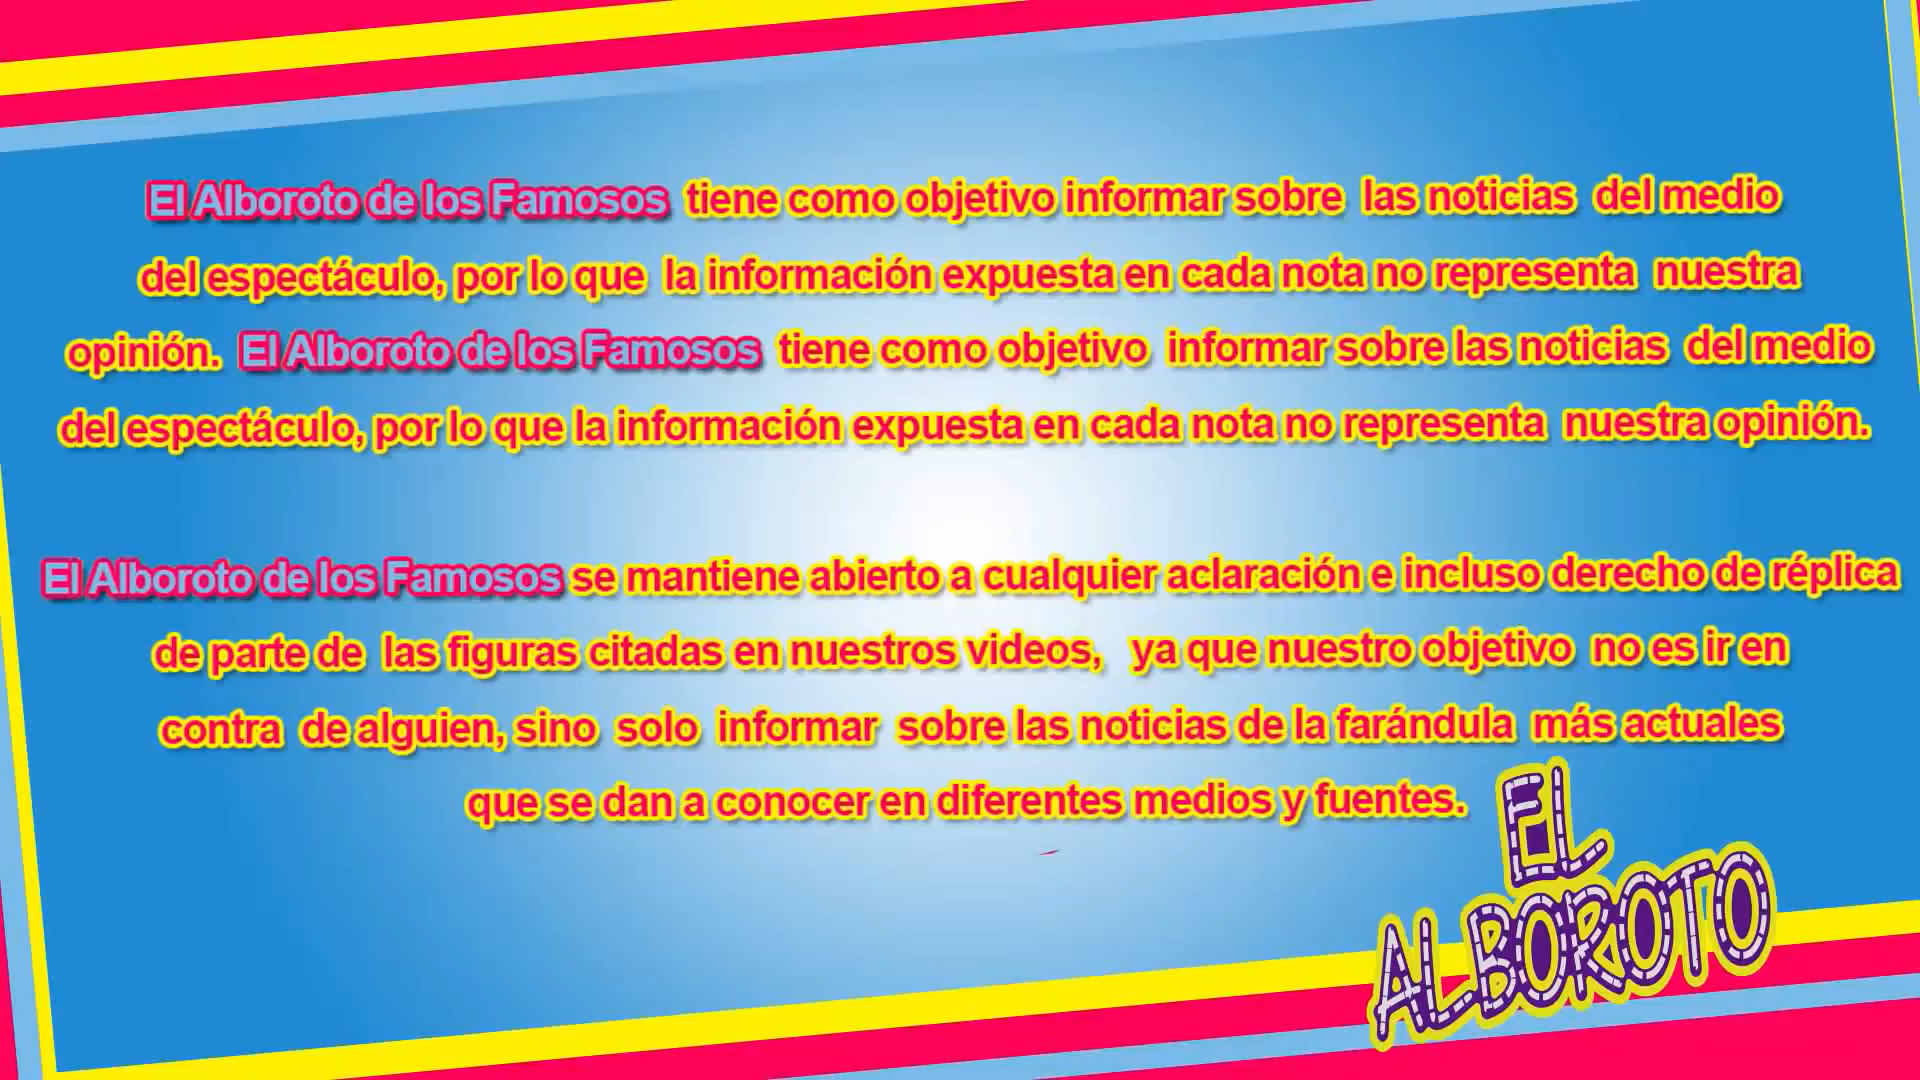 El Alboroto de los Famosos tiene como objetivo informar sobre las noticias del medio
del espectáculo, por lo que la información expuesta en cada nota no representa nuestra
opinión. El Alboroto de los Famosos tiene como objetivo informar sobre las noticias del medio
del espectáculo, por lo que la información expuesta en cada nota no representa nuestra opinión.
El Alboroto de los Famosos se mantiene abierto a cualquier aclaración e incluso derecho de réplica
de parte de las figuras citadas en nuestros videos, ya que nuestro objetivo no es ir en
contra de alguien, sino solo informar sobre las noticias de la farándula más actuales
que se dan a conocer en diferentes medios y fuentes.
EL
ALBOROTO